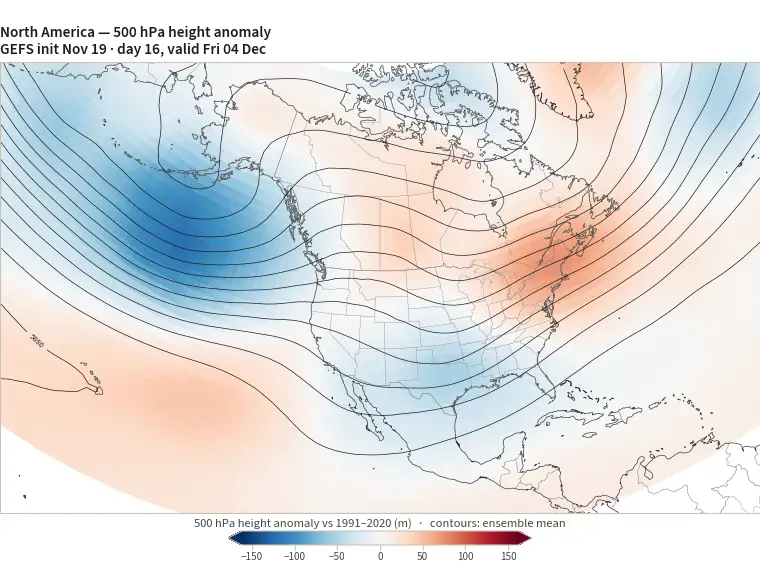 North America — 500 hPa height anomaly
GEFS init Nov 19 · day 16, valid Fri 04 Dec
5880
500 hPa height anomaly vs 1991–2020 (m) · contours: ensemble mean
−150 −100 −50 0 50 100 150